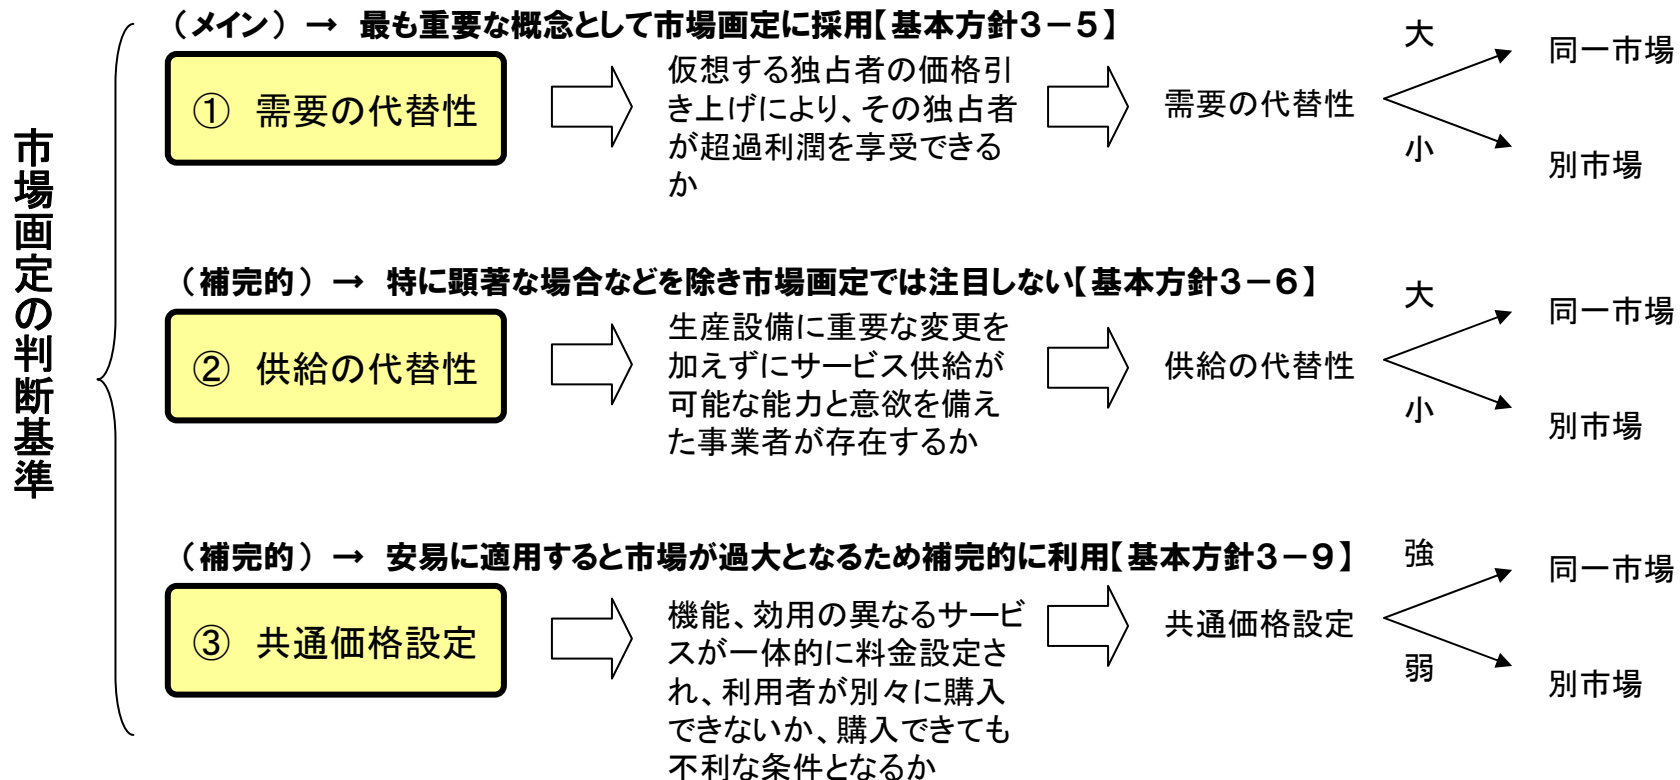 市場画定の判断基準
（メイン） → 最も重要な概念として市場画定に採用【基本方針３－５】
① 需要の代替性
仮想する独占者の価格引
き上げにより、その独占者
が超過利潤を享受できる
か
需要の代替性
大
小
同一市場
別市場
（補完的） → 特に顕著な場合などを除き市場画定では注目しない【基本方針３－６】
② 供給の代替性
生産設備に重要な変更を
加えずにサービス供給が
可能な能力と意欲を備え
た事業者が存在するか
供給の代替性
大
小
同一市場
別市場
（補完的） → 安易に適用すると市場が過大となるため補完的に利用【基本方針３－９】
③ 共通価格設定
機能、効用の異なるサービ
スが一体的に料金設定さ
れ、利用者が別々に購入
できないか、購入できても
不利な条件となるか
共通価格設定
強
弱
同一市場
別市場